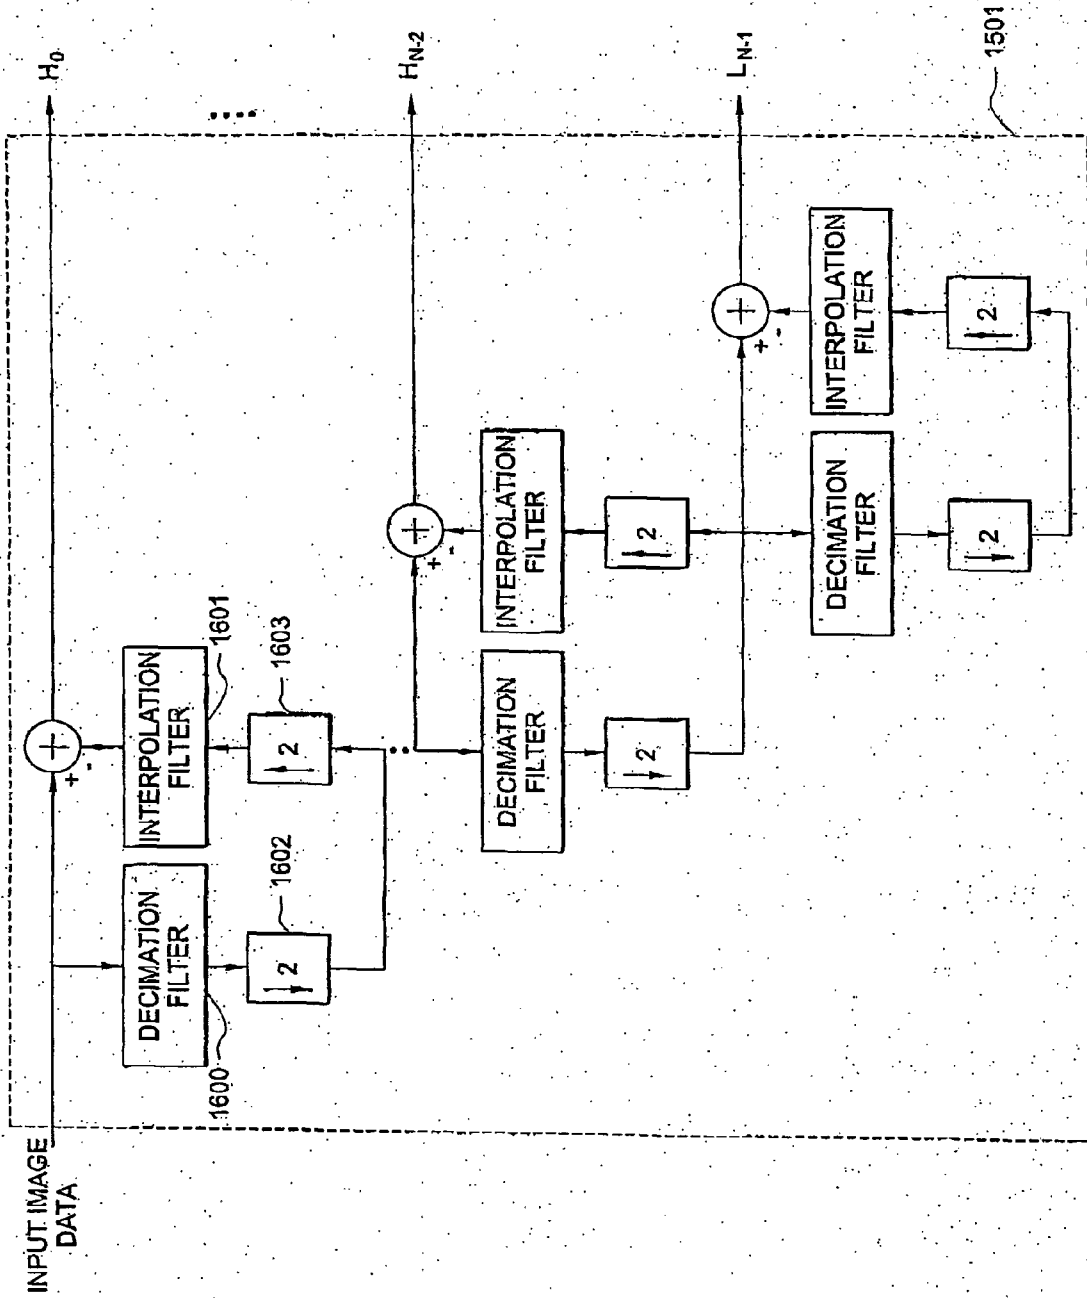 INPUT IMAGE
DATA
H0
HN-2
LN-1
1501
+
+
-
DECIMATION
FILTER
1600
INTERPOLATION
FILTER
1601
↓2
1602
↑2
1603
+
+
-
DECIMATION
FILTER
INTERPOLATION
FILTER
↓2
↑2
+
+
-
DECIMATION
FILTER
INTERPOLATION
FILTER
↓2
↑2